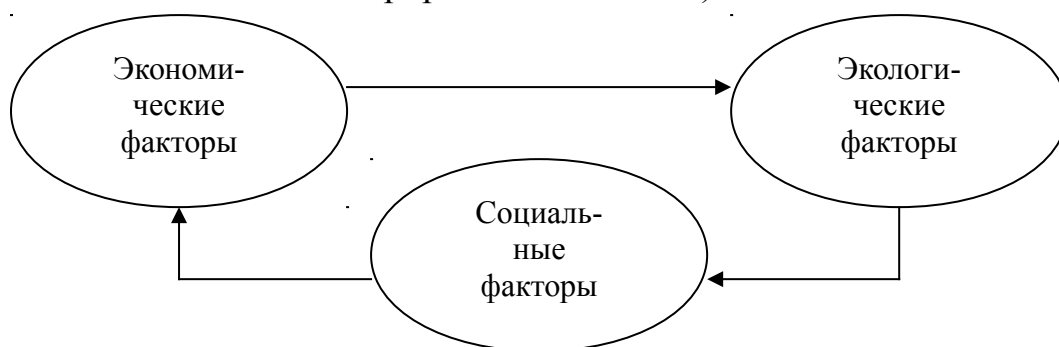 Экономи-
ческие
факторы
Экологи-
ческие
факторы
Социаль-
ные
факторы